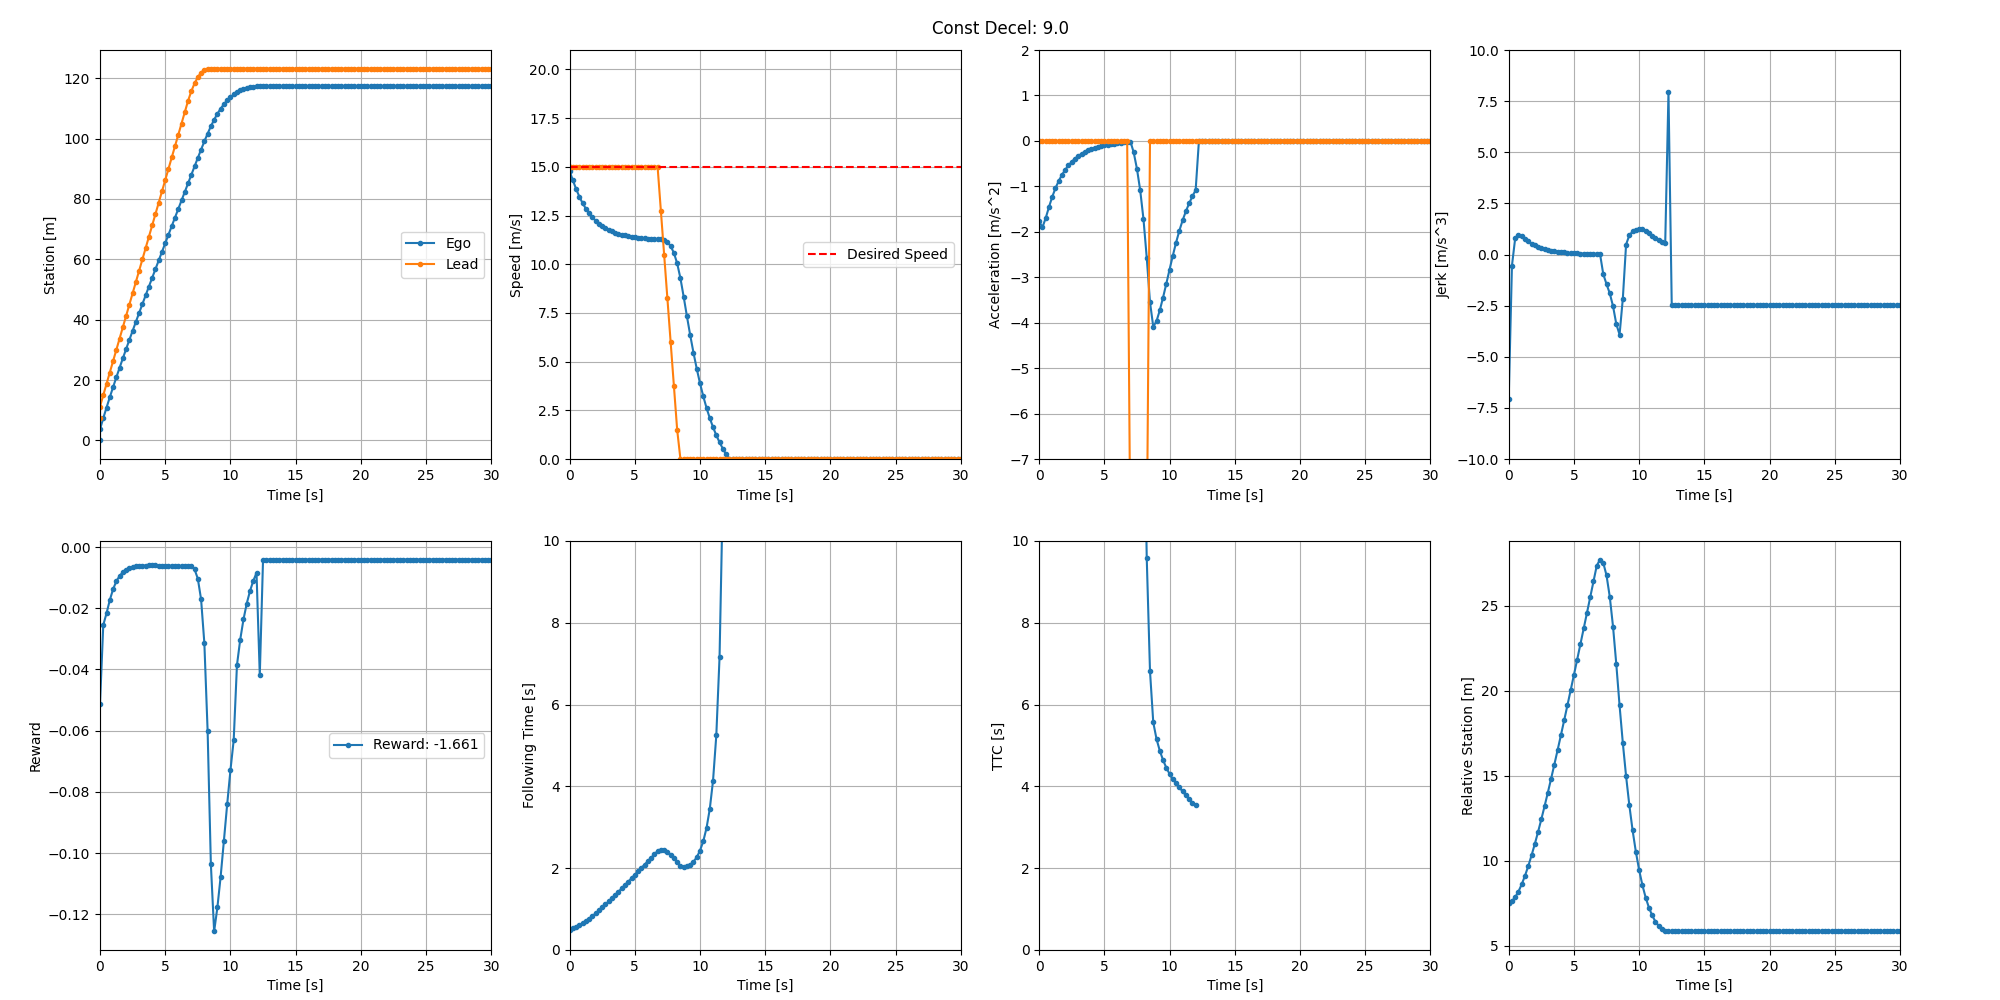 Const Decel: 9.0
Station [m]
120
100
80
60
40
20
0
Ego
Lead
0 5 10 15 20 25 30
Time [s]
Speed [m/s]
20.0
17.5
15.0
12.5
10.0
7.5
5.0
2.5
0.0
Desired Speed
0 5 10 15 20 25 30
Time [s]
Acceleration [m/s^2]
2
1
0
−1
−2
−3
−4
−5
−6
−7
0 5 10 15 20 25 30
Time [s]
Jerk [m/s^3]
10.0
7.5
5.0
2.5
0.0
−2.5
−5.0
−7.5
−10.0
0 5 10 15 20 25 30
Time [s]
Reward
0.00
−0.02
−0.04
−0.06
−0.08
−0.10
−0.12
Reward: -1.661
0 5 10 15 20 25 30
Time [s]
Following Time [s]
10
8
6
4
2
0
0 5 10 15 20 25 30
Time [s]
TTC [s]
10
8
6
4
2
0
0 5 10 15 20 25 30
Time [s]
Relative Station [m]
25
20
15
10
5
0 5 10 15 20 25 30
Time [s]